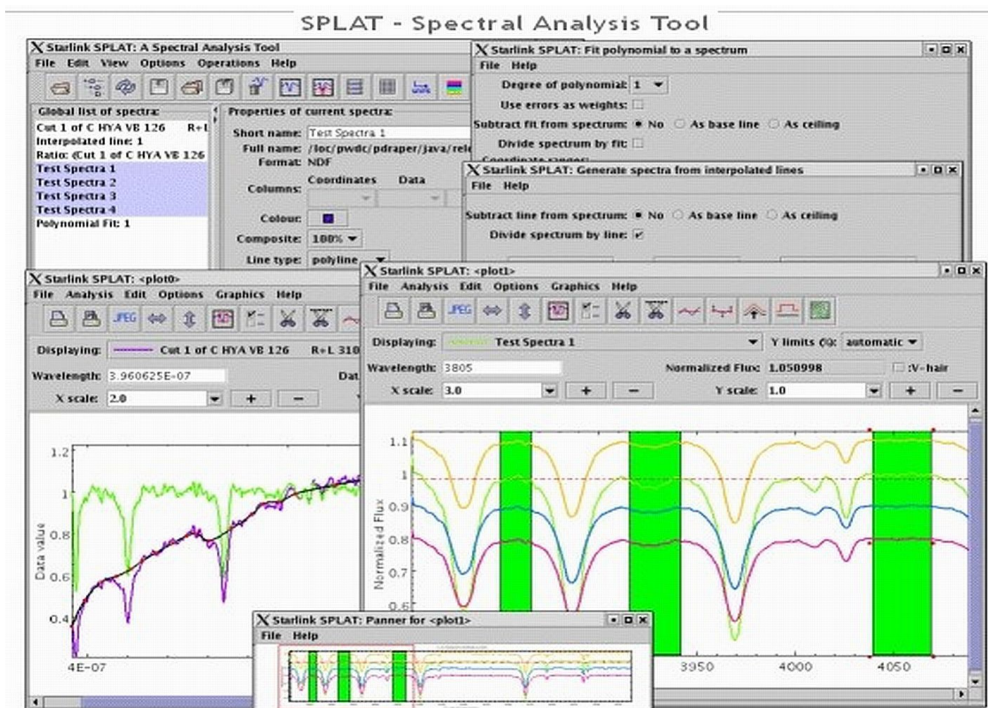 SPLAT - Spectral Analysis Tool
Starlink SPLAT: A Spectral Analysis Tool
File Edit View Options Operations Help
Global list of spectra:
Cut 1 of C HYA VB 126 R+L
Interpolated line: 1
Ratio: (Cut 1 of C HYA VB 126
Test Spectra 1
Test Spectra 2
Test Spectra 3
Test Spectra 4
Polynomial Fit: 1
Properties of current spectra:
Short name: Test Spectra 1
Full name: /loc/pwdc/pdraper/java/rele
Format: NDF
Coordinates Data
Columns:
Colour:
Composite: 100%
Line type: polyline
Starlink SPLAT: Fit polynomial to a spectrum
File Help
Degree of polynomial: 1
Use errors as weights:
Subtract fit from spectrum: No As base line As ceiling
Divide spectrum by fit:
Coordinate ranges:
Starlink SPLAT: Generate spectra from interpolated lines
File Help
Subtract line from spectrum: No As base line As ceiling
Divide spectrum by line:
Starlink SPLAT: <plot0>
File Analysis Edit Options Graphics Help
JPEG
Displaying: Cut 1 of C HYA VB 126 R+L 310
Wavelength: 3.960625E-07 Dat
X scale: 2.0 + −
1.2
1
0.8
0.6
0.4
Data value
4E-07
Starlink SPLAT: <plot1>
File Analysis Edit Options Graphics Help
JPEG
Displaying: Test Spectra 1 Y limits (%): automatic
Wavelength: 3805 Normalized Flux: 1.050998 :V-hair
X scale: 3.0 + − Y scale: 1.0 + −
1.1
1
0.9
0.8
0.7
0.6
Normalized Flux
3950 4000 4050
Starlink SPLAT: Panner for <plot1>
File Help